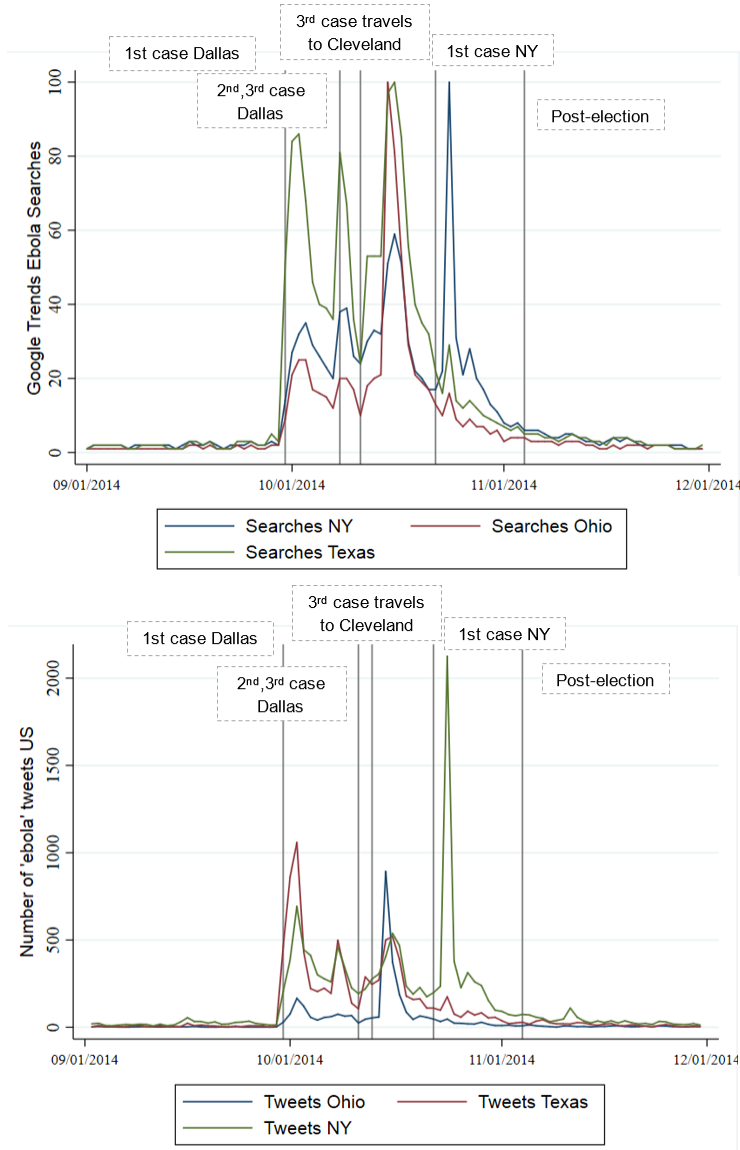 3rd case travels
to Cleveland
1st case Dallas
1st case NY
2nd,3rd case
Dallas
Post-election
Google Trends Ebola Searches
100
80
60
40
20
0
09/01/2014
10/01/2014
11/01/2014
12/01/2014
Searches NY
Searches Ohio
Searches Texas
3rd case travels
to Cleveland
1st case Dallas
1st case NY
2nd,3rd case
Dallas
Post-election
Number of 'ebola' tweets US
2000
1500
1000
500
0
09/01/2014
10/01/2014
11/01/2014
12/01/2014
Tweets Ohio
Tweets Texas
Tweets NY